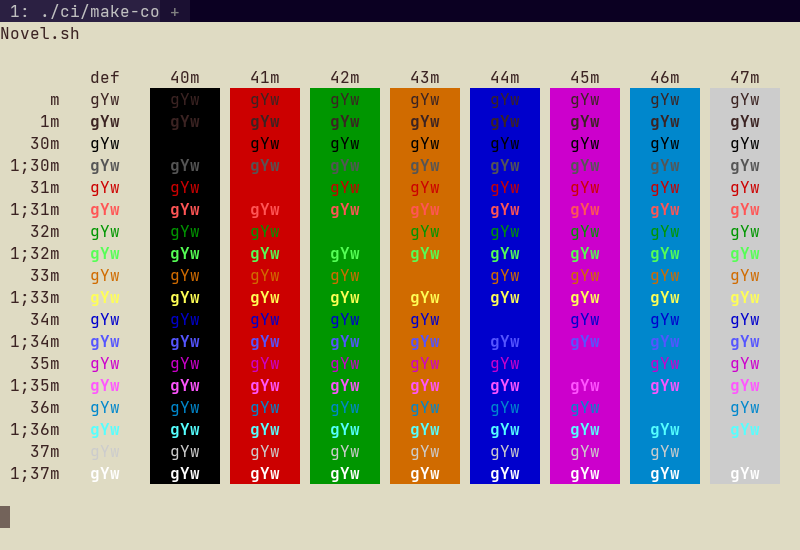 1: ./ci/make-co +
Novel.sh
def 40m 41m 42m 43m 44m 45m 46m 47m
m gYw gYw gYw gYw gYw gYw gYw gYw gYw
1m gYw gYw gYw gYw gYw gYw gYw gYw gYw
30m gYw gYw gYw gYw gYw gYw gYw gYw
1;30m gYw gYw gYw gYw gYw gYw gYw gYw gYw
31m gYw gYw gYw gYw gYw gYw gYw gYw
1;31m gYw gYw gYw gYw gYw gYw gYw gYw gYw
32m gYw gYw gYw gYw gYw gYw gYw gYw
1;32m gYw gYw gYw gYw gYw gYw gYw gYw gYw
33m gYw gYw gYw gYw gYw gYw gYw gYw
1;33m gYw gYw gYw gYw gYw gYw gYw gYw gYw
34m gYw gYw gYw gYw gYw gYw gYw gYw
1;34m gYw gYw gYw gYw gYw gYw gYw gYw gYw
35m gYw gYw gYw gYw gYw gYw gYw gYw
1;35m gYw gYw gYw gYw gYw gYw gYw gYw gYw
36m gYw gYw gYw gYw gYw gYw gYw gYw
1;36m gYw gYw gYw gYw gYw gYw gYw gYw gYw
37m gYw gYw gYw gYw gYw gYw gYw gYw
1;37m gYw gYw gYw gYw gYw gYw gYw gYw gYw